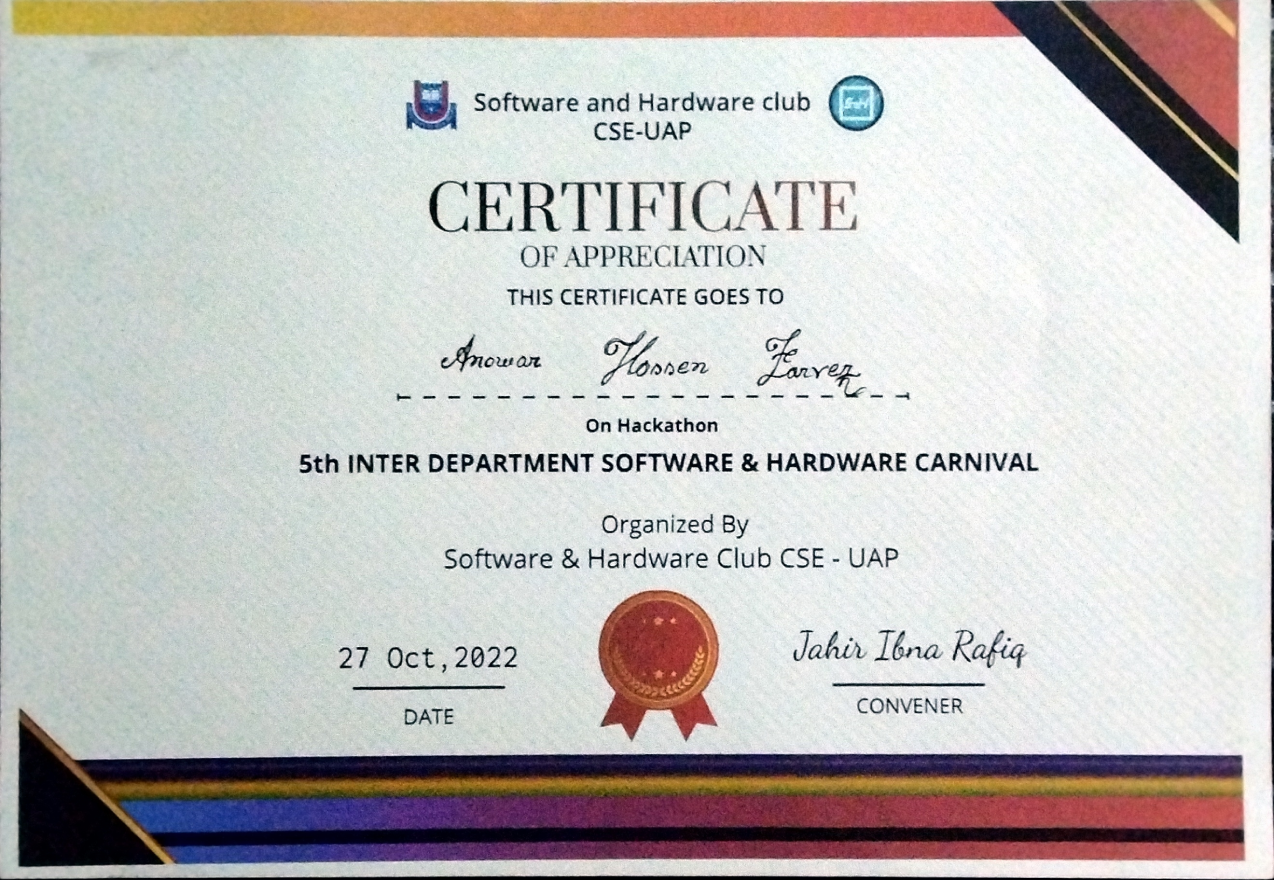 Software and Hardware club
CSE-UAP
CERTIFICATE
OF APPRECIATION
THIS CERTIFICATE GOES TO
Anowar Hossen
On Hackathon
5th INTER DEPARTMENT SOFTWARE & HARDWARE CARNIVAL
Organized By
Software & Hardware Club CSE - UAP
27 Oct,2022
Jahir Ibna Rafiq
DATE
CONVENER